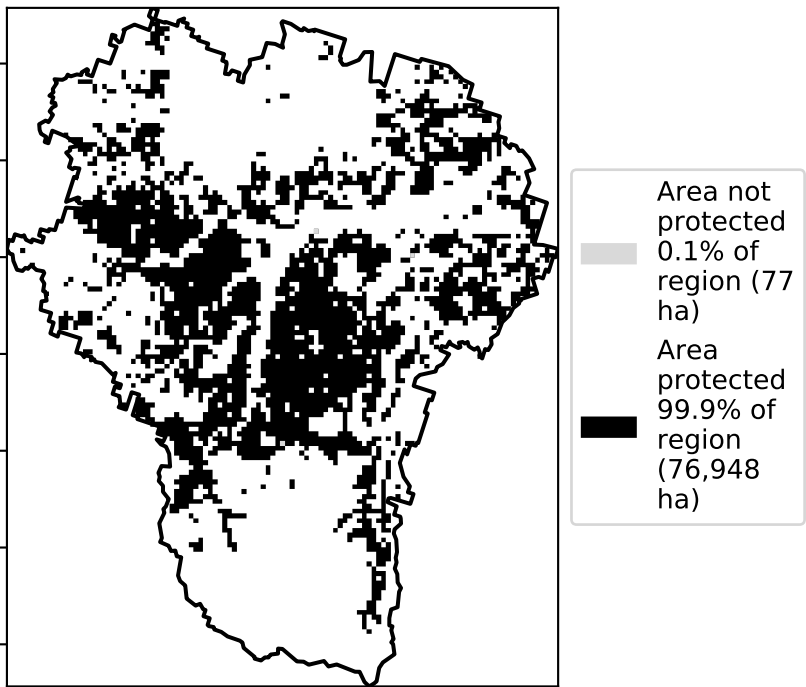 Area not
protected
0.1% of
region (77
ha)
Area
protected
99.9% of
region
(76,948
ha)